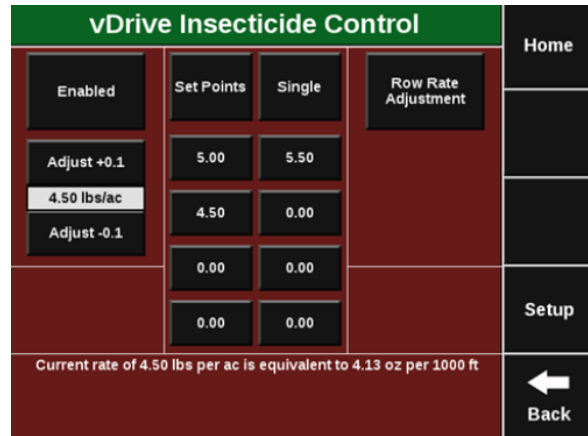 vDrive Insecticide Control
Home
Enabled
Set Points
Single
Row Rate
Adjustment
Adjust +0.1
4.50 lbs/ac
Adjust -0.1
5.00
5.50
4.50
0.00
0.00
0.00
0.00
0.00
Setup
Current rate of 4.50 lbs per ac is equivalent to 4.13 oz per 1000 ft
Back